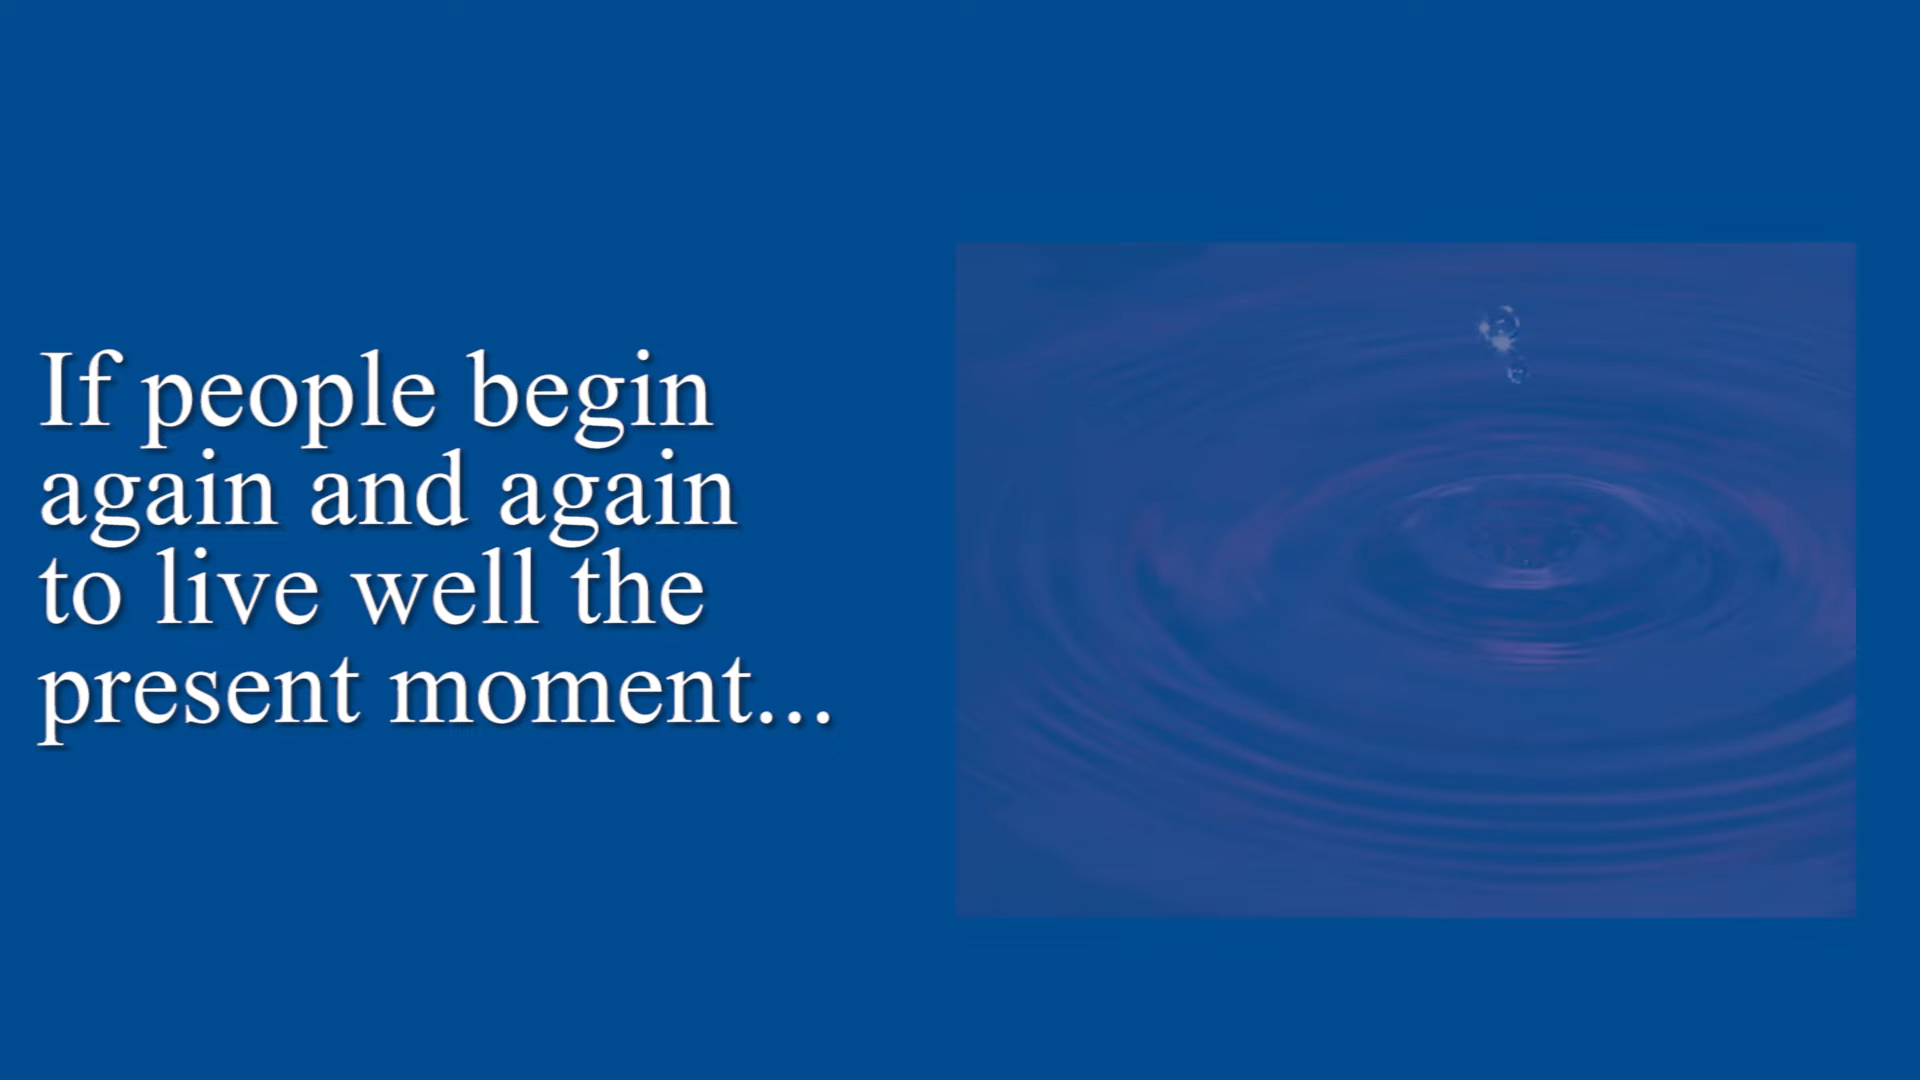 If people begin
again and again
to live well the
present moment...